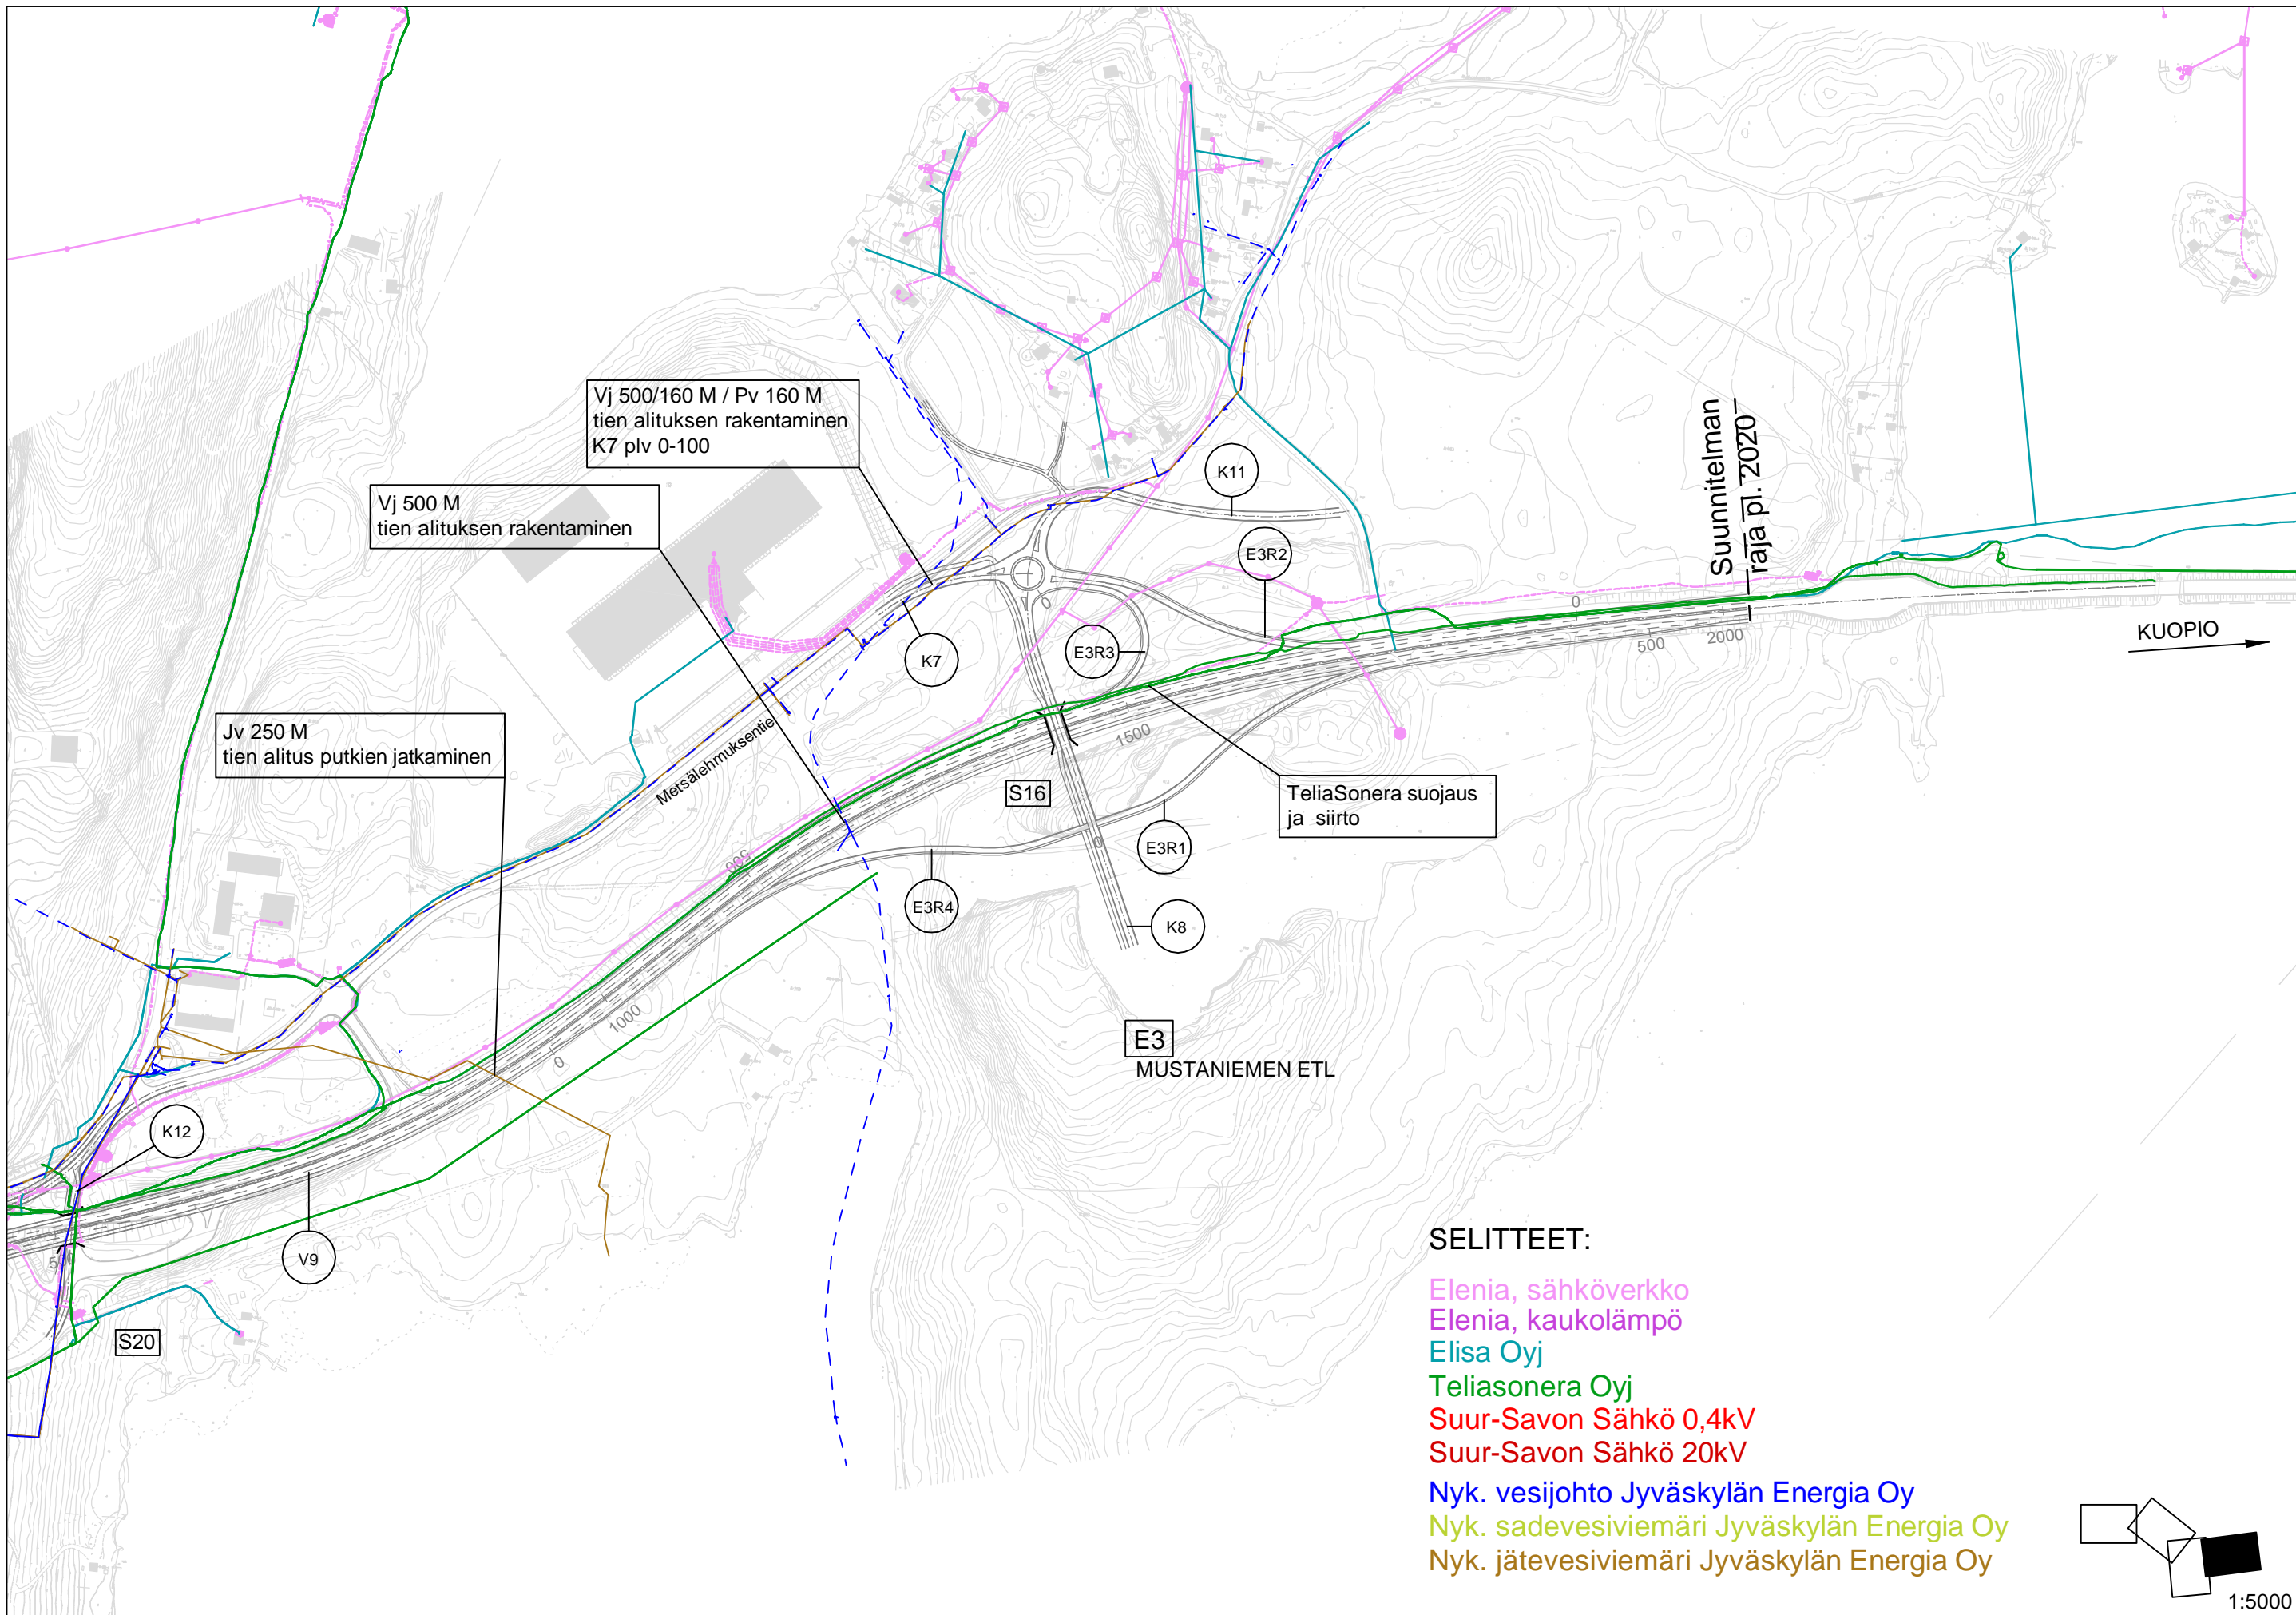 Vj 500/160 M / Pv 160 M
tien alituksen rakentaminen
K7 plv 0-100
Vj 500 M
tien alituksen rakentaminen
Jv 250 M
tien alitus putkien jatkaminen
K11
E3R2
Suunnitelman
raja pl. 2020
KUOPIO
K7
E3R3
0
0
500
2000
1500
Metsälehmuksentie
S16
TeliaSonera suojaus
ja siirto
E3R1
0
500
E3R4
K8
1000
0
E3
MUSTANIEMEN ETL
K12
V9
S20
SELITTEET:
Elenia, sähköverkko
Elenia, kaukolämpö
Elisa Oyj
Teliasonera Oyj
Suur-Savon Sähkö 0,4kV
Suur-Savon Sähkö 20kV
Nyk. vesijohto Jyväskylän Energia Oy
Nyk. sadevesiviemäri Jyväskylän Energia Oy
Nyk. jätevesiviemäri Jyväskylän Energia Oy
1:5000